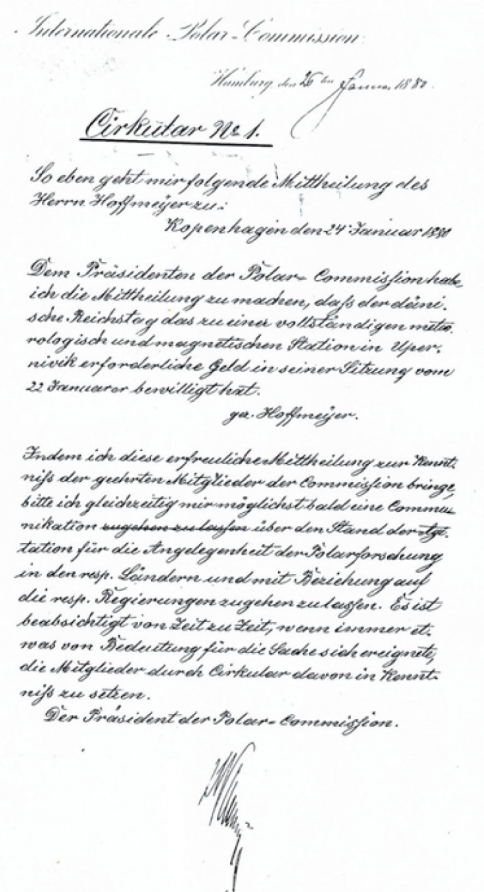 Internationale Polar-Commission
Hamburg den 26ten Januar 1880.
Cirkular No 1.
So eben geht mir folgende Mittheilung des
Herrn Hoffmeyer zu:
Kopenhagen den 24 Januar 1880
Dem Präsidenten der Polar-Commission habe
ich die Mittheilung zu machen, daß der däni-
sche Reichstag das zu einer vollständigen meteo-
rologisch und magnetischen Station in Uper-
nivik erforderliche Geld in seiner Sitzung vom
22 Januar er bewilligt hat.
gz. Hoffmeyer.
Indem ich diese erfreuliche Mittheilung zur Kennt-
niß der geehrten Mitglieder der Commission bringe,
bitte ich gleichzeitig mir möglichst bald eine Commu-
nikation zugehen zu lassen über den Stand der Agi-
tation für die Angelegenheit der Polarforschung
in den resp. Ländern und mit Beziehung auf
die resp. Regierungen zugehen zu lassen. Es ist
beabsichtigt von Zeit zu Zeit, wenn immer et-
was von Bedeutung für die Sache sich ereignete,
die Mitglieder durch Cirkular davon in Kennt-
niß zu setzen.
Der Präsident der Polar-Commission.